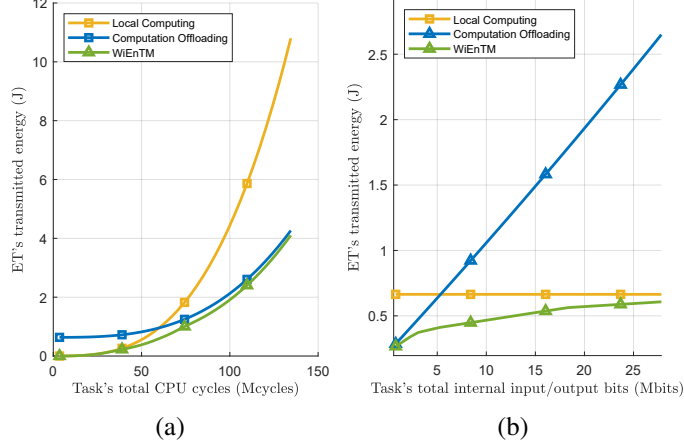 12
10
8
6
4
2
0
0
50
100
150
ET's transmitted energy (J)
Task's total CPU cycles (Mcycles)
Local Computing
Computation Offloading
WiEnTM
(a)
2.5
2
1.5
1
0.5
5
10
15
20
25
ET's transmitted energy (J)
Task's total internal input/output bits (Mbits)
Local Computing
Computation Offloading
WiEnTM
(b)